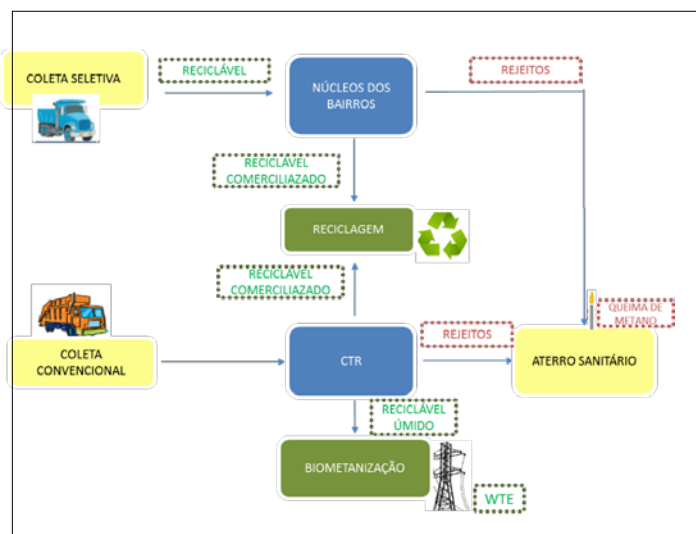 RECICLÁVEL
REJEITOS
COLETA SELETIVA
NÚCLEOS DOS
BAIRROS
RECICLÁVEL
COMERCILIAZADO
RECICLAGEM
RECICLÁVEL
COMERCILIAZADO
QUEIMA DE
METANO
COLETA
CONVENCIONAL
CTR
REJEITOS
ATERRO SANITÁRIO
RECICLÁVEL
ÚMIDO
BIOMETANIZAÇÃO
WTE